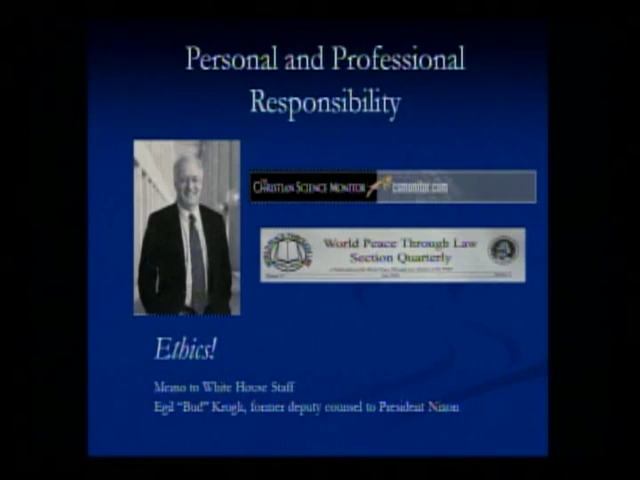 Personal and Professional
Responsibility
THE CHRISTIAN SCIENCE MONITOR csmonitor.com
World Peace Through Law
Section Quarterly
Ethics!
Memo to White House Staff
Egil "Bud" Krogh, former deputy counsel to President Nixon